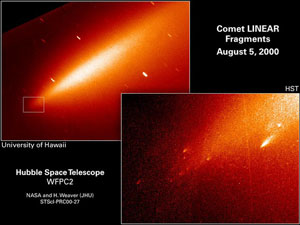 Comet LINEAR
Fragments
August 5, 2000
HST
University of Hawaii
Hubble Space Telescope
WFPC2
NASA and H. Weaver (JHU)
STScI-PRC00-27